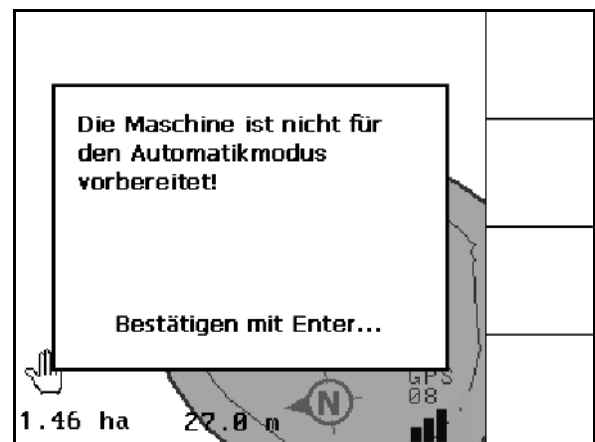 Die Maschine ist nicht für
den Automatikmodus
vorbereitet!
Bestätigen mit Enter...
GPS
08
N
1.46 ha 27.0 m